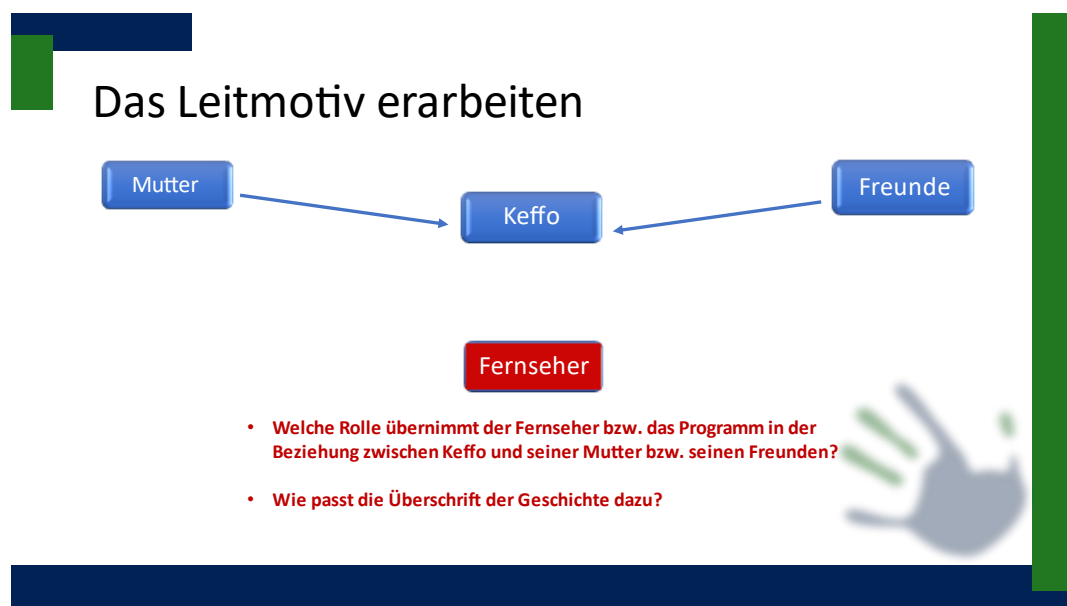 Das Leitmotiv erarbeiten
Mutter
Keffo
Freunde
Fernseher
• Welche Rolle übernimmt der Fernseher bzw. das Programm in der
Beziehung zwischen Keffo und seiner Mutter bzw. seinen Freunden?
• Wie passt die Überschrift der Geschichte dazu?